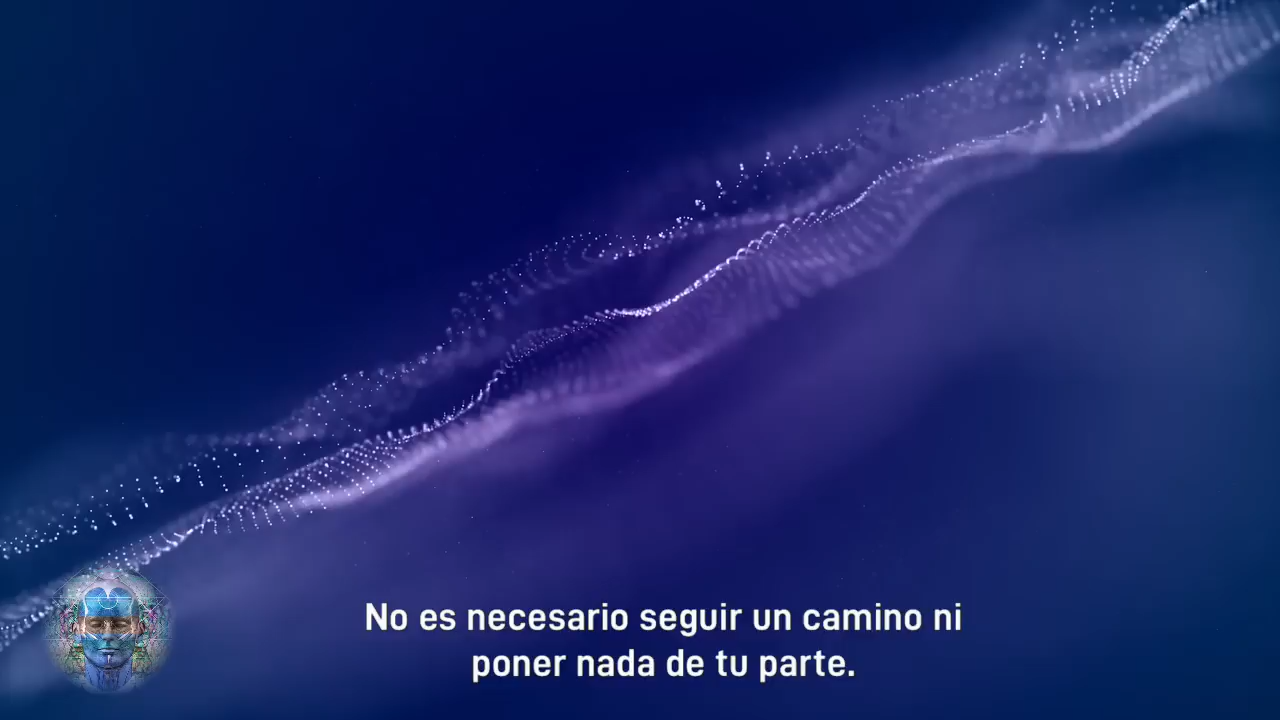 No es necesario seguir un camino ni
poner nada de tu parte.